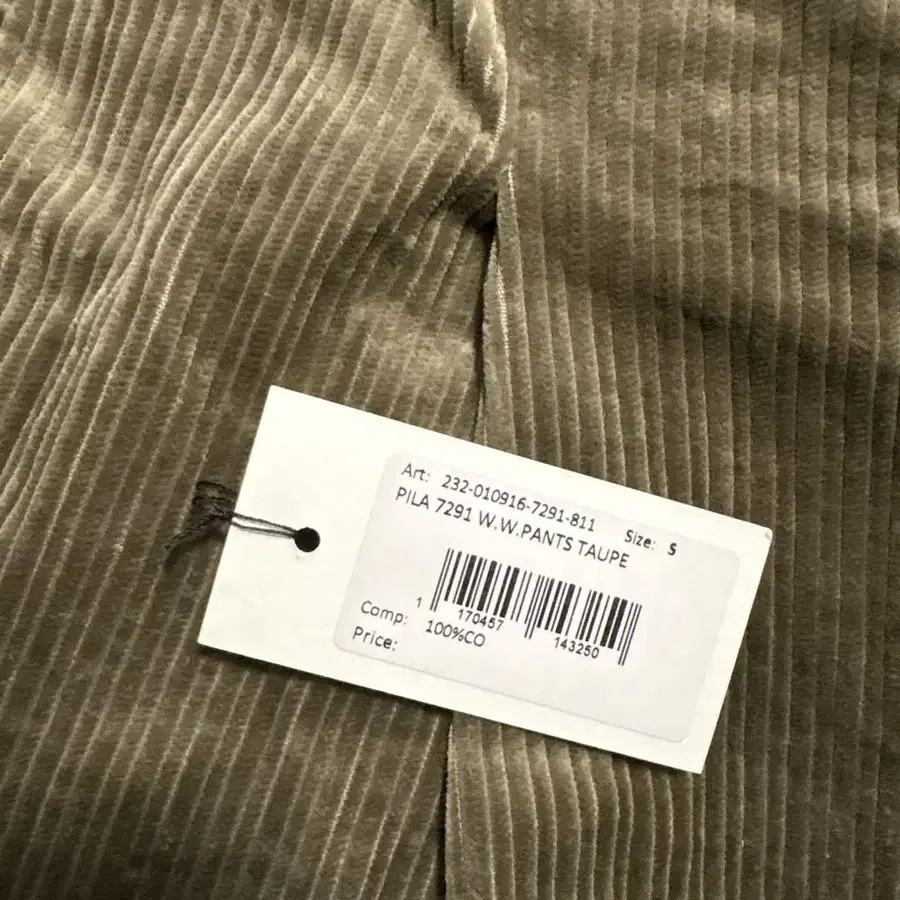 Art: 232-010916-7291-811 Size: S
PILA 7291 W.W.PANTS TAUPE
1 170457 143250
Comp: 100%CO
Price: